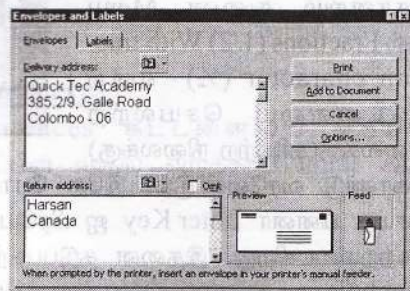 Envelopes and Labels
Envelopes Labels
Delivery address:
Quick Tec Academy
385,2/9, Galle Road
Colombo - 06
Print
Add to Document
Cancel
Options...
Return address:
Omit
Harsan
Canada
Preview
Feed
When prompted by the printer, insert an envelope in your printer's manual feeder.